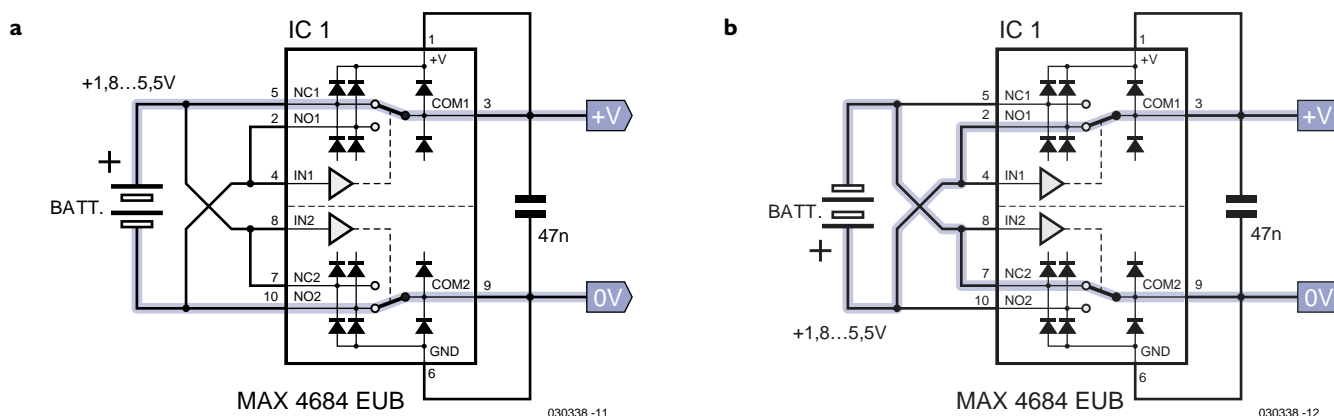 a
IC 1
1
+V
+1,8...5,5V
5
NC1
COM1
3
+V
2
NO1
+
4
IN1
BATT.
8
IN2
47n
7
NC2
10
NO2
COM2
9
0V
GND
6
MAX 4684 EUB
030338 -11
b
IC 1
1
+V
5
NC1
COM1
3
+V
2
NO1
4
IN1
BATT.
8
IN2
+
47n
7
NC2
10
NO2
COM2
9
0V
+1,8...5,5V
GND
6
MAX 4684 EUB
030338 -12